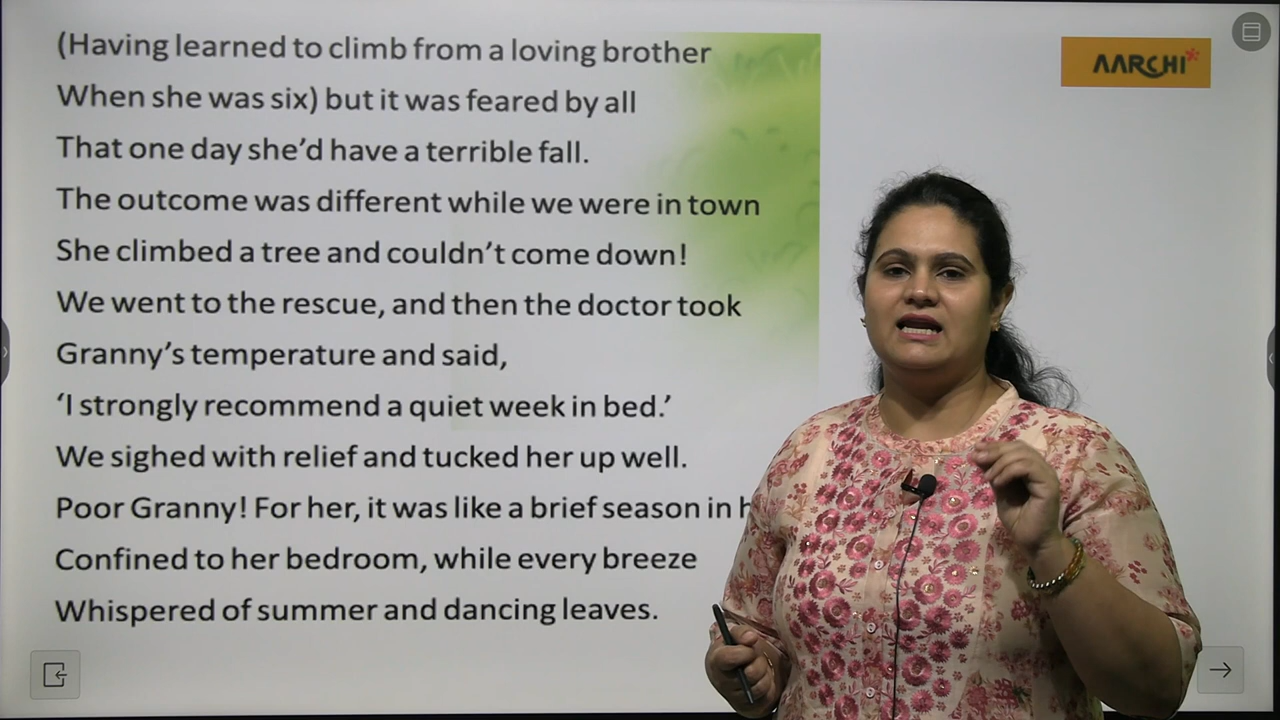 (Having learned to climb from a loving brother
When she was six) but it was feared by all
That one day she’d have a terrible fall.
The outcome was different while we were in town
She climbed a tree and couldn’t come down!
We went to the rescue, and then the doctor took
Granny’s temperature and said,
‘I strongly recommend a quiet week in bed.’
We sighed with relief and tucked her up well.
Poor Granny! For her, it was like a brief season in
Confined to her bedroom, while every breeze
Whispered of summer and dancing leaves.
AARCHI*